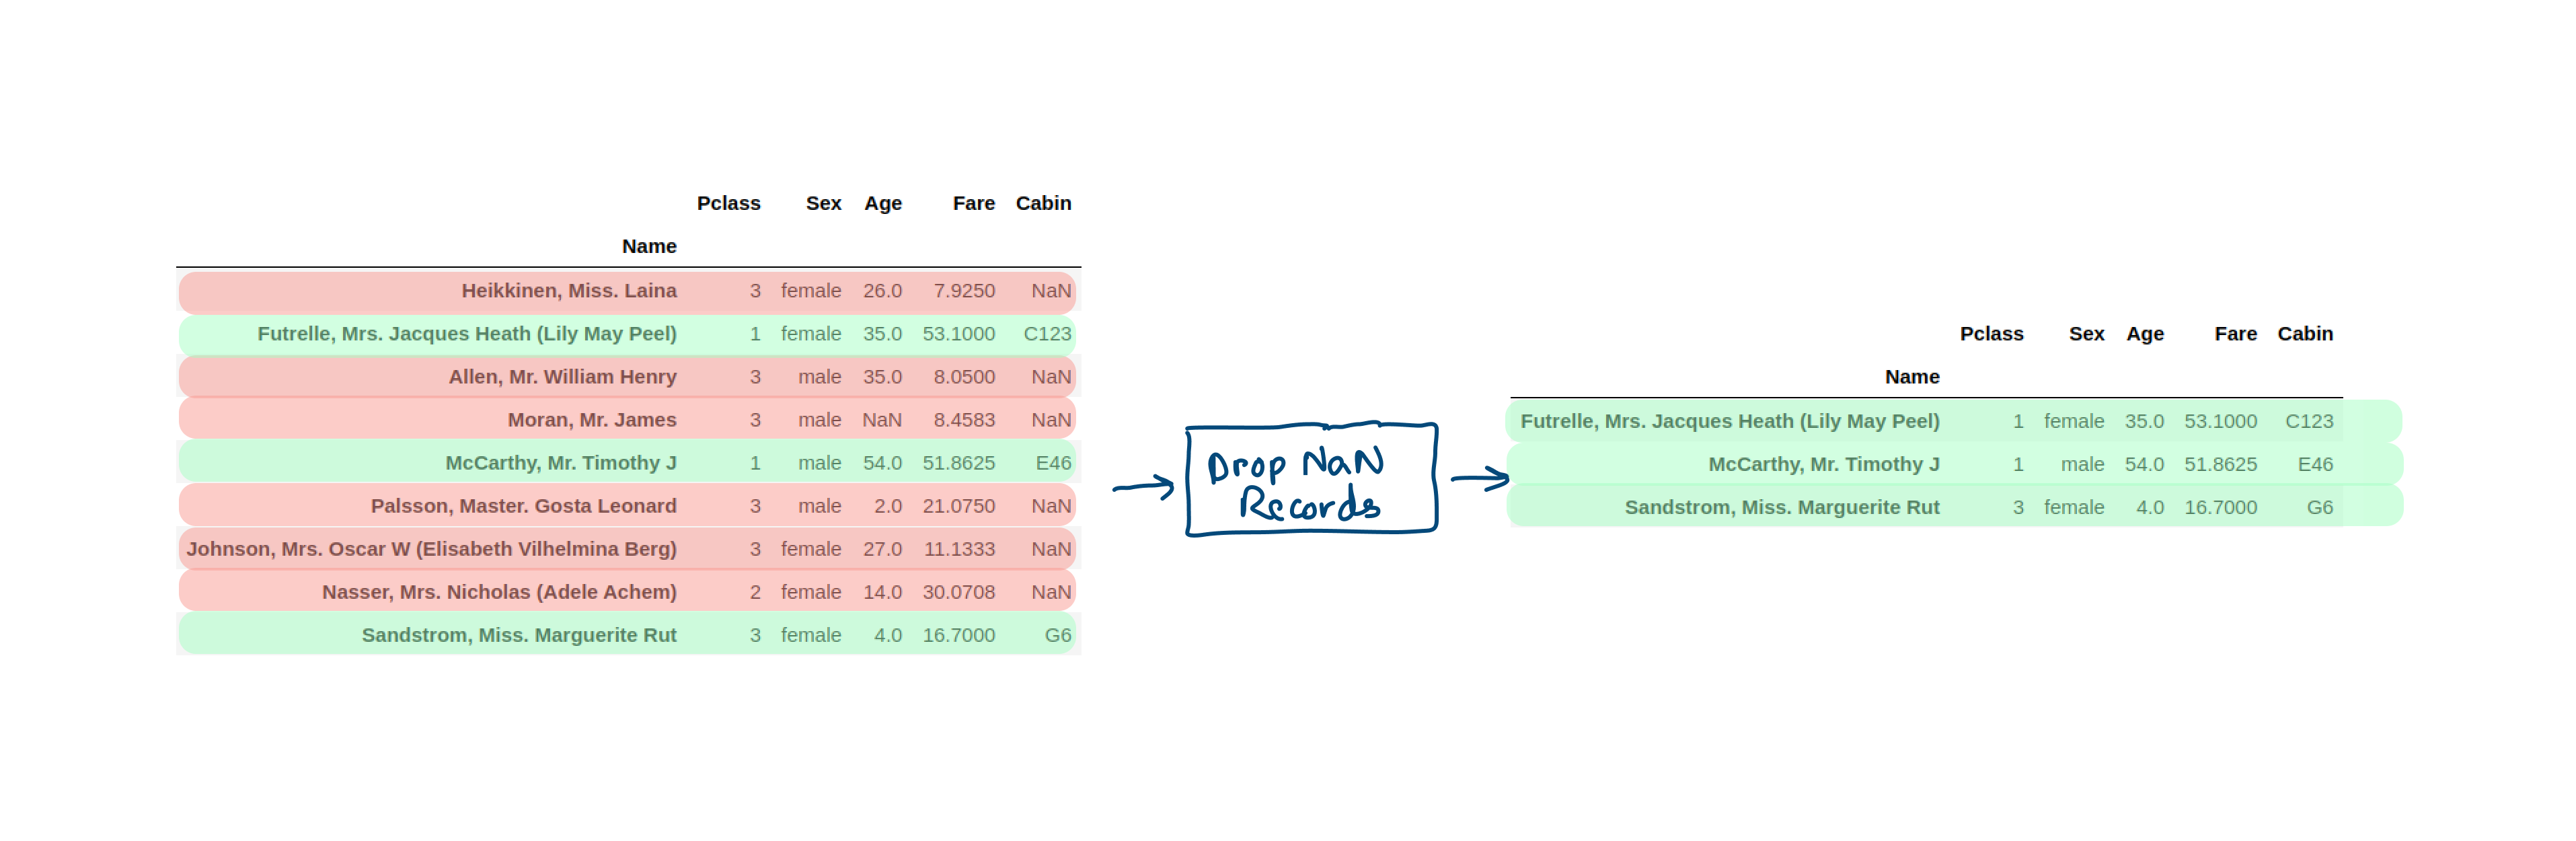 Pclass Sex Age Fare Cabin
Name
Heikkinen, Miss. Laina 3 female 26.0 7.9250 NaN
Futrelle, Mrs. Jacques Heath (Lily May Peel) 1 female 35.0 53.1000 C123
Allen, Mr. William Henry 3 male 35.0 8.0500 NaN
Moran, Mr. James 3 male NaN 8.4583 NaN
McCarthy, Mr. Timothy J 1 male 54.0 51.8625 E46
Palsson, Master. Gosta Leonard 3 male 2.0 21.0750 NaN
Johnson, Mrs. Oscar W (Elisabeth Vilhelmina Berg) 3 female 27.0 11.1333 NaN
Nasser, Mrs. Nicholas (Adele Achem) 2 female 14.0 30.0708 NaN
Sandstrom, Miss. Marguerite Rut 3 female 4.0 16.7000 G6
Drop NaN
Records
Pclass Sex Age Fare Cabin
Name
Futrelle, Mrs. Jacques Heath (Lily May Peel) 1 female 35.0 53.1000 C123
McCarthy, Mr. Timothy J 1 male 54.0 51.8625 E46
Sandstrom, Miss. Marguerite Rut 3 female 4.0 16.7000 G6